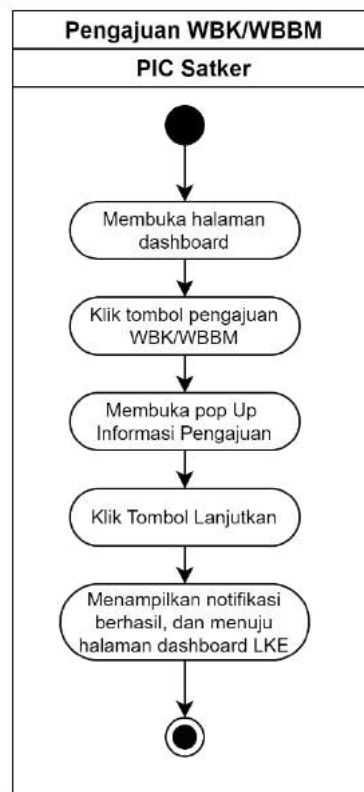 Pengajuan WBK/WBBM
PIC Satker
Membuka halaman
dashboard
Klik tombol pengajuan
WBK/WBBM
Membuka pop Up
Informasi Pengajuan
Klik Tombol Lanjutkan
Menampilkan notifikasi
berhasil, dan menuju
halaman dashboard LKE